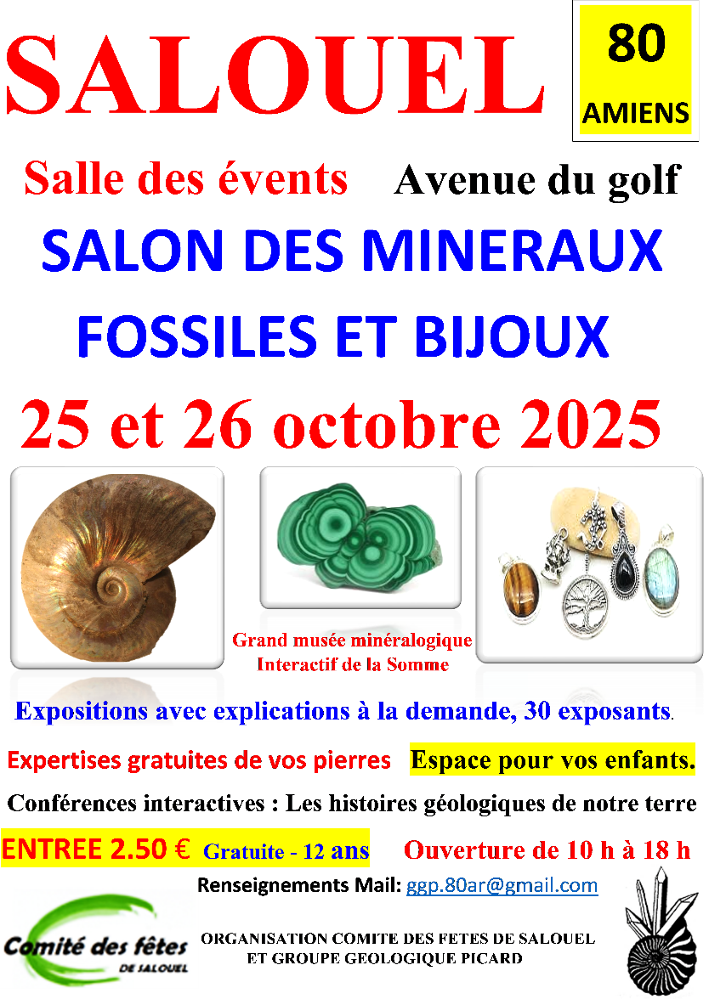 SALOUEL
80
AMIENS
Salle des évents Avenue du golf
SALON DES MINERAUX
FOSSILES ET BIJOUX
25 et 26 octobre 2025
Grand musée minéralogique
Interactif de la Somme
Expositions avec explications à la demande, 30 exposants.
Expertises gratuites de vos pierres Espace pour vos enfants.
Conférences interactives : Les histoires géologiques de notre terre
ENTREE 2.50 € Gratuite - 12 ans Ouverture de 10 h à 18 h
Renseignements Mail: ggp.80ar@gmail.com
Comité des fêtes
DE SALOUEL
ORGANISATION COMITE DES FETES DE SALOUEL
ET GROUPE GEOLOGIQUE PICARD